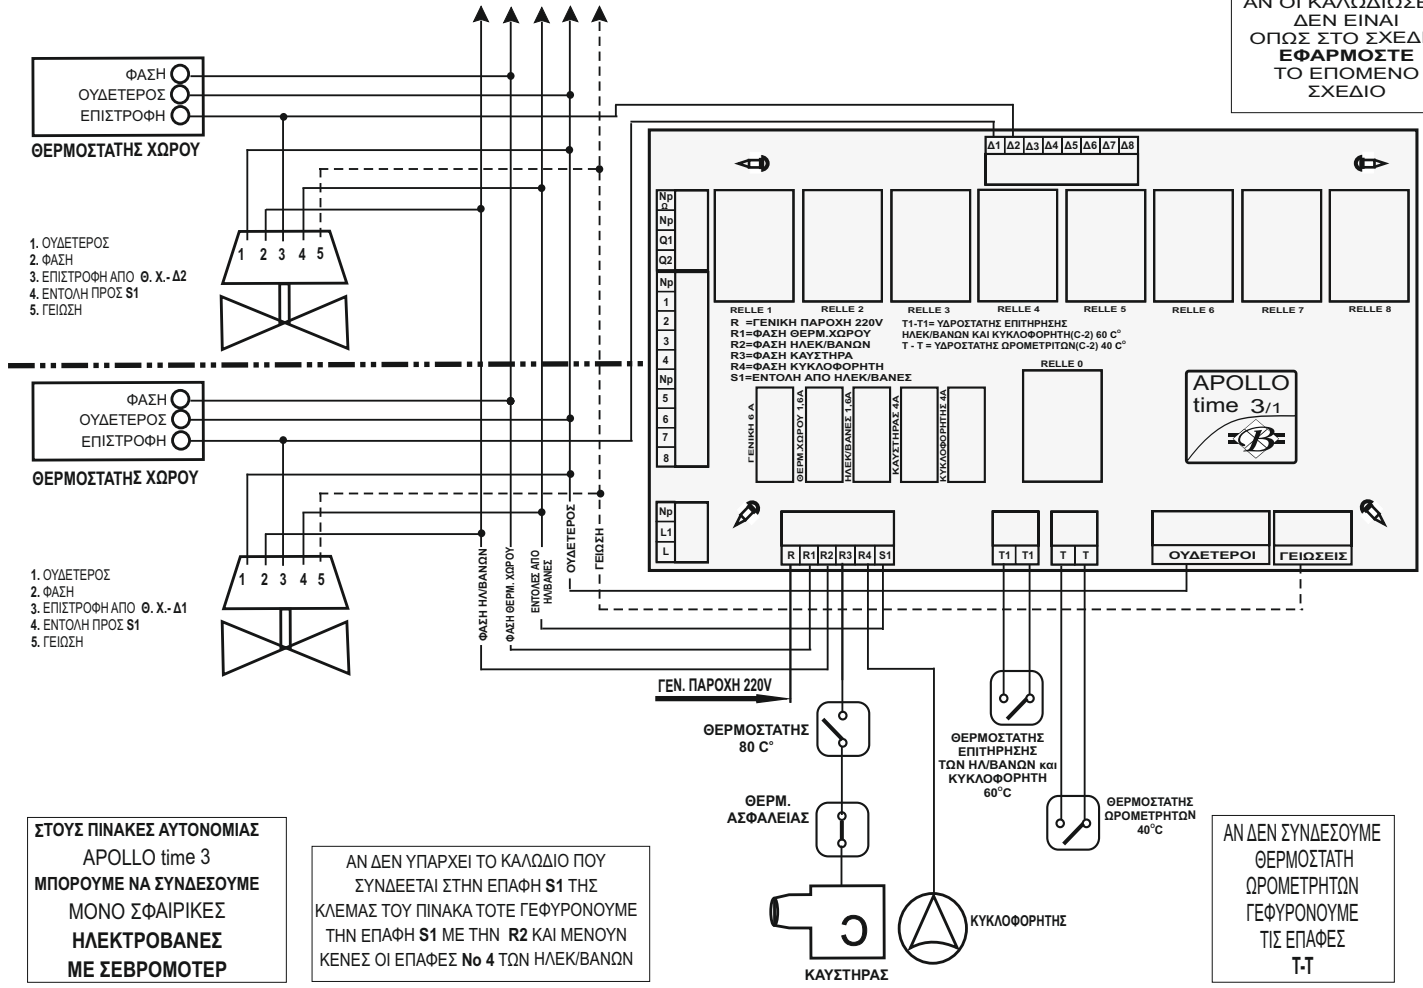 ΑΝ ΟΙ ΚΑΛΩΔΙΩΣΕ
ΔΕΝ ΕΙΝΑΙ
ΟΠΩΣ ΣΤΟ ΣΧΕΔΙ
ΕΦΑΡΜΟΣΤΕ
ΤΟ ΕΠΟΜΕΝΟ
ΣΧΕΔΙΟ
ΦΑΣΗ
ΟΥΔΕΤΕΡΟΣ
ΕΠΙΣΤΡΟΦΗ
ΘΕΡΜΟΣΤΑΤΗΣ ΧΩΡΟΥ
1. ΟΥΔΕΤΕΡΟΣ
2. ΦΑΣΗ
3. ΕΠΙΣΤΡΟΦΗ ΑΠΟ Θ. Χ.- Δ2
4. ΕΝΤΟΛΗ ΠΡΟΣ S1
5. ΓΕΙΩΣΗ
1 2 3 4 5
ΦΑΣΗ
ΟΥΔΕΤΕΡΟΣ
ΕΠΙΣΤΡΟΦΗ
ΘΕΡΜΟΣΤΑΤΗΣ ΧΩΡΟΥ
1. ΟΥΔΕΤΕΡΟΣ
2. ΦΑΣΗ
3. ΕΠΙΣΤΡΟΦΗ ΑΠΟ Θ. Χ.- Δ1
4. ΕΝΤΟΛΗ ΠΡΟΣ S1
5. ΓΕΙΩΣΗ
1 2 3 4 5
ΦΑΣΗ ΗΛ/ΒΑΝΩΝ
ΦΑΣΗ ΘΕΡΜ. ΧΩΡΟΥ
ΕΝΤΟΛΕΣ ΑΠΟ
ΗΛ/ΒΑΝΕΣ
ΟΥΔΕΤΕΡΟΣ
ΓΕΙΩΣΗ
Δ1 Δ2 Δ3 Δ4 Δ5 Δ6 Δ7 Δ8
Np
Ω
Np
Q1
Q2
Np
1
2
3
4
Np
5
6
7
8
Np
L1
L
RELLE 1 RELLE 2 RELLE 3 RELLE 4 RELLE 5 RELLE 6 RELLE 7 RELLE 8
R =ΓΕΝΙΚΗ ΠΑΡΟΧΗ 220V
R1=ΦΑΣΗ ΘΕΡΜ.ΧΩΡΟΥ
R2=ΦΑΣΗ ΗΛΕΚ/ΒΑΝΩΝ
R3=ΦΑΣΗ ΚΑΥΣΤΗΡΑ
R4=ΦΑΣΗ ΚΥΚΛΟΦΟΡΗΤΗ
S1=ΕΝΤΟΛΗ ΑΠΟ ΗΛΕΚ/ΒΑΝΕΣ
T1-T1= ΥΔΡΟΣΤΑΤΗΣ ΕΠΙΤΗΡΗΣΗΣ
ΗΛΕΚ/ΒΑΝΩΝ ΚΑΙ ΚΥΚΛΟΦΟΡΗΤΗ(C-2) 60 C°
T - T = ΥΔΡΟΣΤΑΤΗΣ ΩΡΟΜΕΤΡΙΤΩΝ(C-2) 40 C°
RELLE 0
ΓΕΝΙΚΗ 6 Α
ΘΕΡΜ.ΧΩΡΟΥ 1,6Α
ΗΛΕΚ/ΒΑΝΕΣ 1,6Α
ΚΑΥΣΤΗΡΑΣ 4Α
ΚΥΚΛΟΦΟΡΗΤΗΣ 4Α
APOLLO
time 3/1
B
R R1 R2 R3 R4 S1
T1 T1
T T
ΟΥΔΕΤΕΡΟΙ
ΓΕΙΩΣΕΙΣ
ΓΕΝ. ΠΑΡΟΧΗ 220V
ΘΕΡΜΟΣΤΑΤΗΣ
80 C°
ΘΕΡΜ.
ΑΣΦΑΛΕΙΑΣ
ΚΑΥΣΤΗΡΑΣ
ΚΥΚΛΟΦΟΡΗΤΗΣ
ΘΕΡΜΟΣΤΑΤΗΣ
ΕΠΙΤΗΡΗΣΗΣ
ΤΩΝ ΗΛ/ΒΑΝΩΝ και
ΚΥΚΛΟΦΟΡΗΤΗ
60°C
ΘΕΡΜΟΣΤΑΤΗΣ
ΩΡΟΜΕΤΡΗΤΩΝ
40°C
ΣΤΟΥΣ ΠΙΝΑΚΕΣ ΑΥΤΟΝΟΜΙΑΣ
APOLLO time 3
ΜΠΟΡΟΥΜΕ ΝΑ ΣΥΝΔΕΣΟΥΜΕ
ΜΟΝΟ ΣΦΑΙΡΙΚΕΣ
ΗΛΕΚΤΡΟΒΑΝΕΣ
ΜΕ ΣΕΒΡΟΜΟΤΕΡ
ΑΝ ΔΕΝ ΥΠΑΡΧΕΙ ΤΟ ΚΑΛΩΔΙΟ ΠΟΥ
ΣΥΝΔΕΕΤΑΙ ΣΤΗΝ ΕΠΑΦΗ S1 ΤΗΣ
ΚΛΕΜΑΣ ΤΟΥ ΠΙΝΑΚΑ ΤΟΤΕ ΓΕΦΥΡΟΝΟΥΜΕ
ΤΗΝ ΕΠΑΦΗ S1 ΜΕ ΤΗΝ R2 ΚΑΙ ΜΕΝΟΥΝ
ΚΕΝΕΣ ΟΙ ΕΠΑΦΕΣ Νο 4 ΤΩΝ ΗΛΕΚ/ΒΑΝΩΝ
ΑΝ ΔΕΝ ΣΥΝΔΕΣΟΥΜΕ
ΘΕΡΜΟΣΤΑΤΗ
ΩΡΟΜΕΤΡΗΤΩΝ
ΓΕΦΥΡΟΝΟΥΜΕ
ΤΙΣ ΕΠΑΦΕΣ
T-T